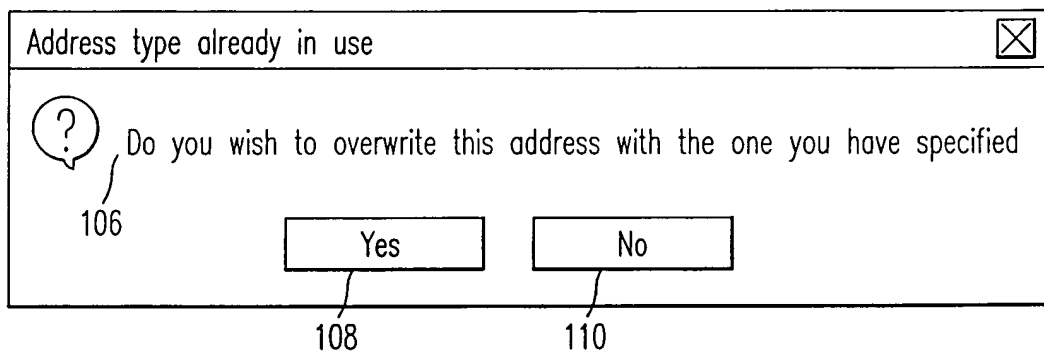 Address type already in use
?
Do you wish to overwrite this address with the one you have specified
106
Yes
No
108
110